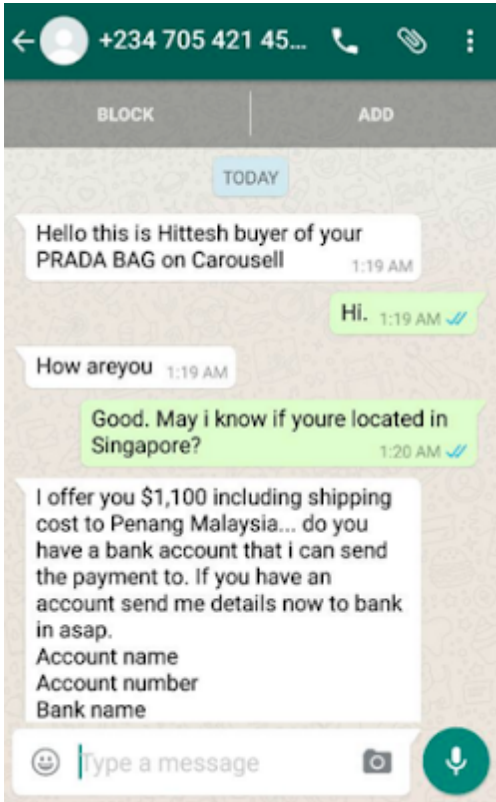 +234 705 421 45...
BLOCK
ADD
TODAY
Hello this is Hittesh buyer of your
PRADA BAG on Carousell
1:19 AM
Hi. 1:19 AM
How areyou 1:19 AM
Good. May i know if youre located in
Singapore?
1:20 AM
I offer you $1,100 including shipping
cost to Penang Malaysia... do you
have a bank account that i can send
the payment to. If you have an
account send me details now to bank
in asap.
Account name
Account number
Bank name
Type a message